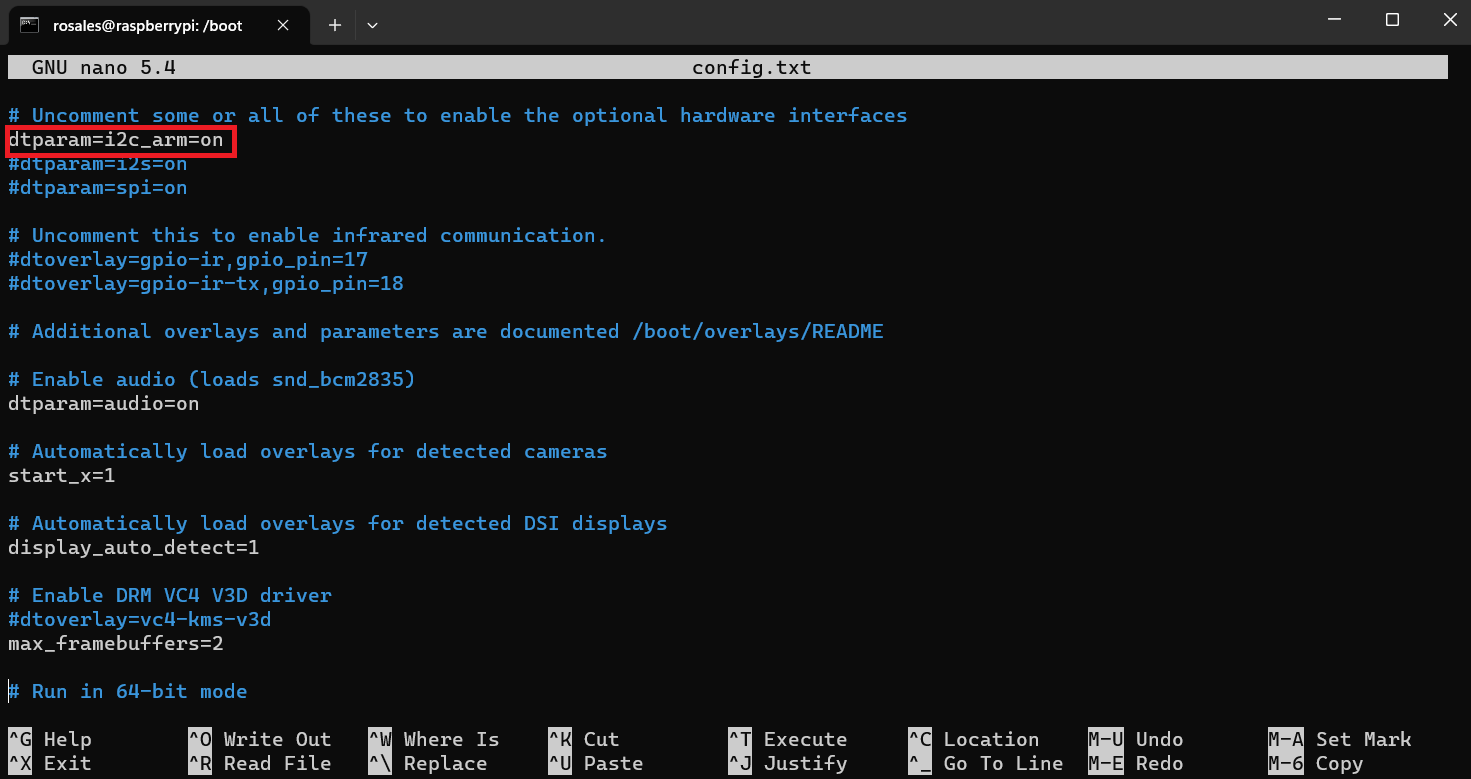 rosales@raspberrypi: /boot
GNU nano 5.4 config.txt
# Uncomment some or all of these to enable the optional hardware interfaces
dtparam=i2c_arm=on
#dtparam=i2s=on
#dtparam=spi=on
# Uncomment this to enable infrared communication.
#dtoverlay=gpio-ir,gpio_pin=17
#dtoverlay=gpio-ir-tx,gpio_pin=18
# Additional overlays and parameters are documented /boot/overlays/README
# Enable audio (loads snd_bcm2835)
dtparam=audio=on
# Automatically load overlays for detected cameras
start_x=1
# Automatically load overlays for detected DSI displays
display_auto_detect=1
# Enable DRM VC4 V3D driver
#dtoverlay=vc4-kms-v3d
max_framebuffers=2
# Run in 64-bit mode
^G Help ^O Write Out ^W Where Is ^K Cut ^T Execute ^C Location M-U Undo M-A Set Mark
^X Exit ^R Read File ^\ Replace ^U Paste ^J Justify ^_ Go To Line M-E Redo M-6 Copy